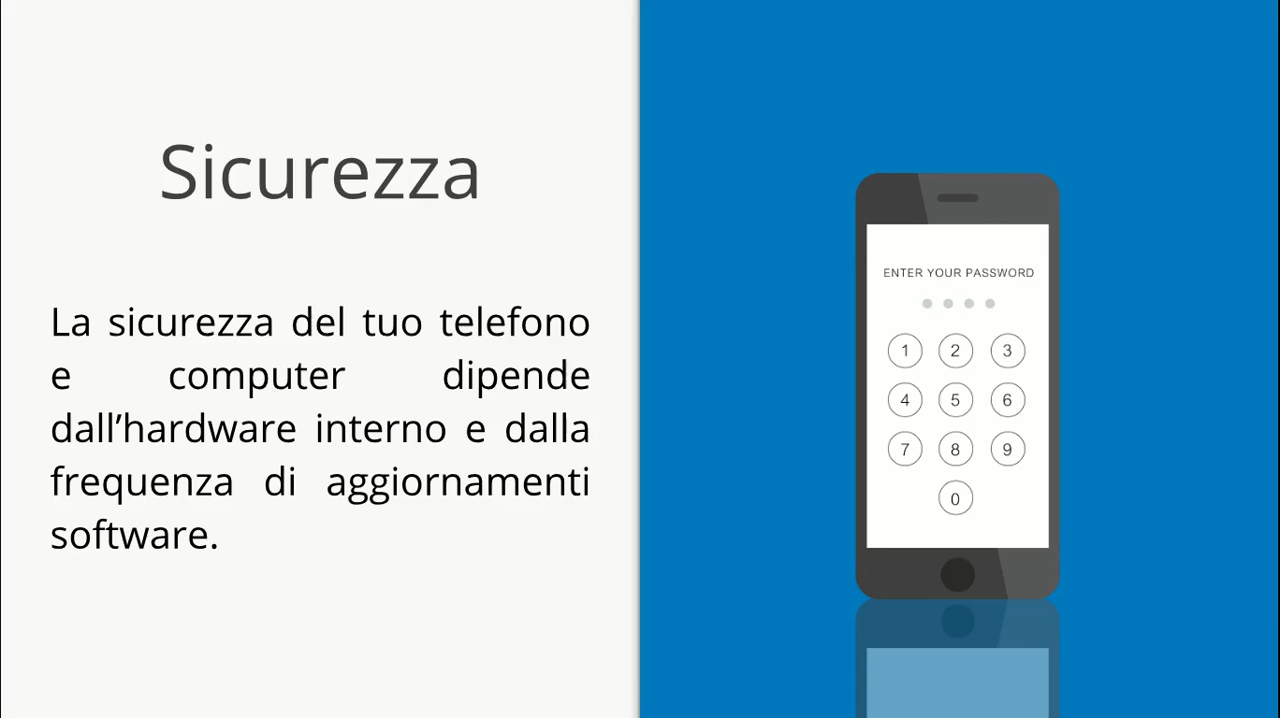 Sicurezza
La sicurezza del tuo telefono
e computer dipende
dall’hardware interno e dalla
frequenza di aggiornamenti
software.
ENTER YOUR PASSWORD
1 2 3
4 5 6
7 8 9
0